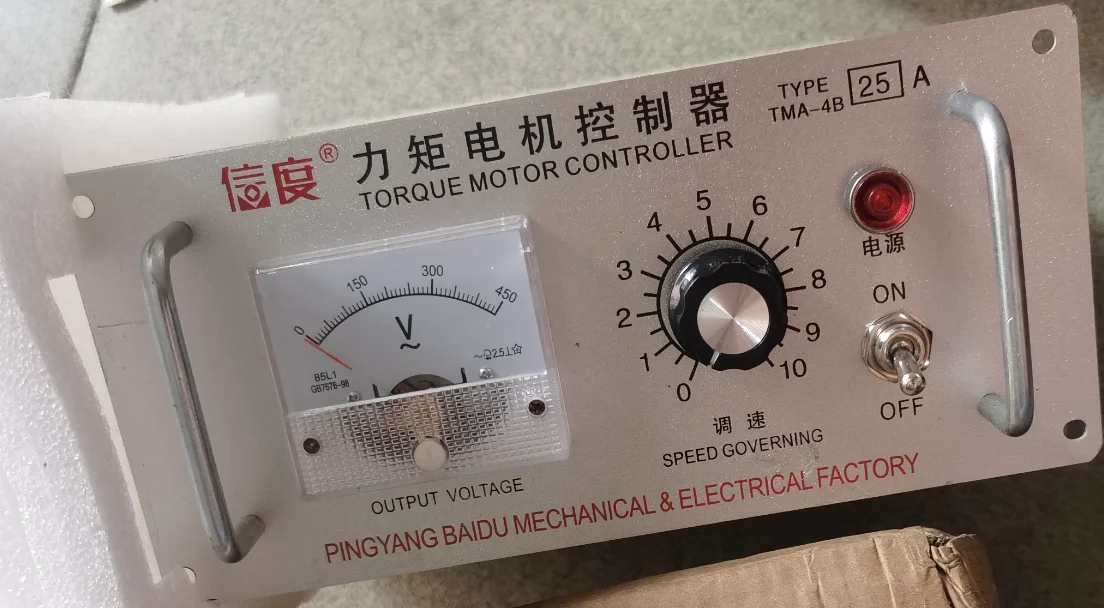 信度® 力矩电机控制器
TORQUE MOTOR CONTROLLER
TYPE
TMA-4B 25 A
0 150 300 450
V
~
85L1
GB7676-98
2.5
OUTPUT VOLTAGE
0 1 2 3 4 5 6 7 8 9 10
调速
SPEED GOVERNING
电源
ON
OFF
PINGYANG BAIDU MECHANICAL & ELECTRICAL FACTORY